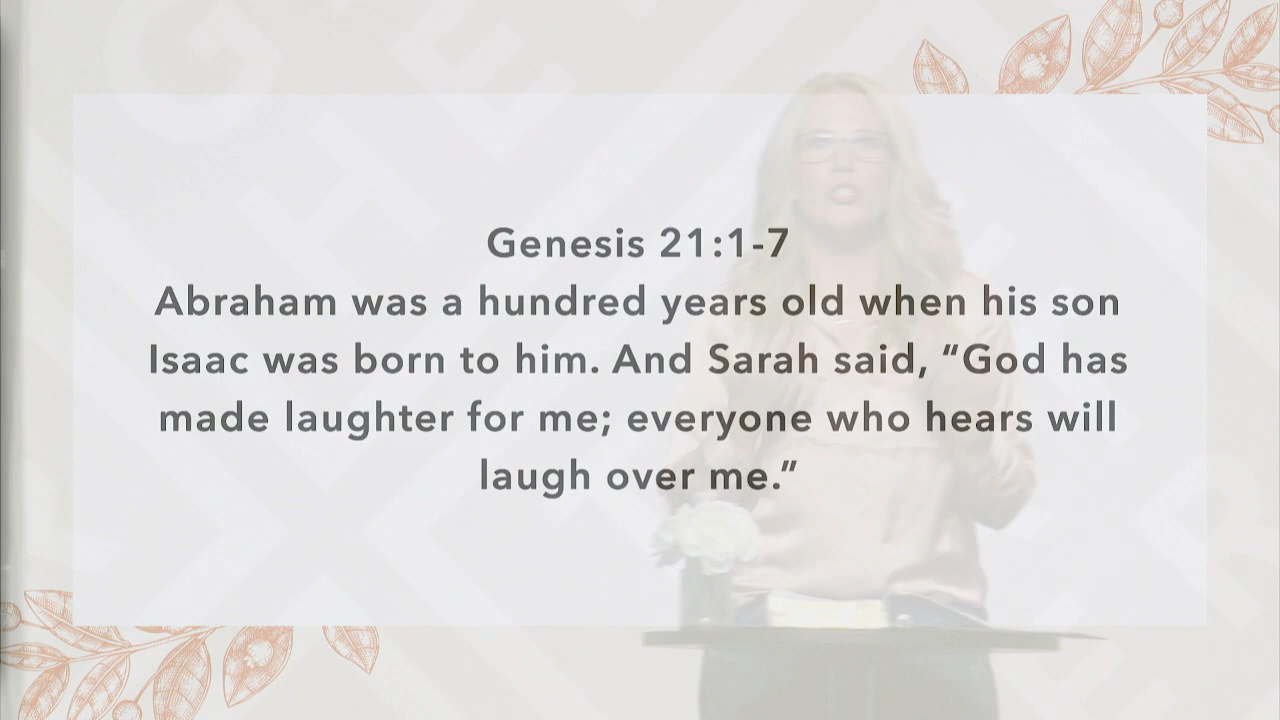 Genesis 21:1-7
Abraham was a hundred years old when his son
Isaac was born to him. And Sarah said, “God has
made laughter for me; everyone who hears will
laugh over me.”